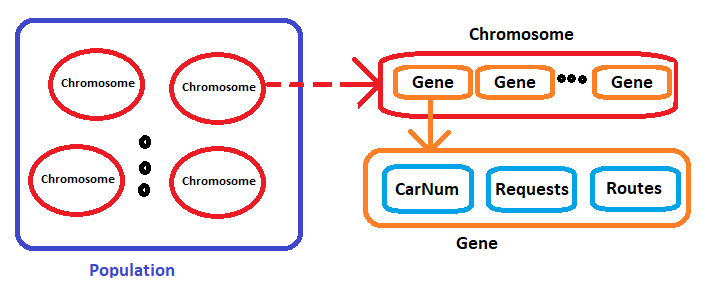 Chromosome
Chromosome
Chromosome
Chromosome
Population
Chromosome
Gene Gene Gene
CarNum Requests Routes
Gene